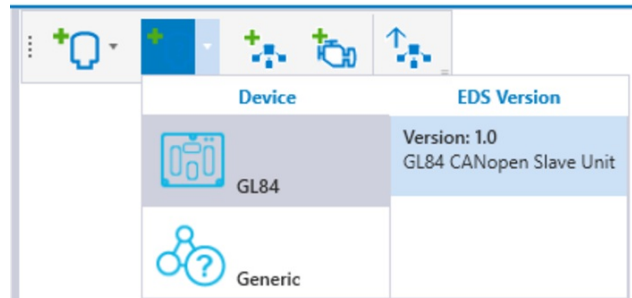 Device
EDS Version
GL84
Version: 1.0
GL84 CANopen Slave Unit
Generic